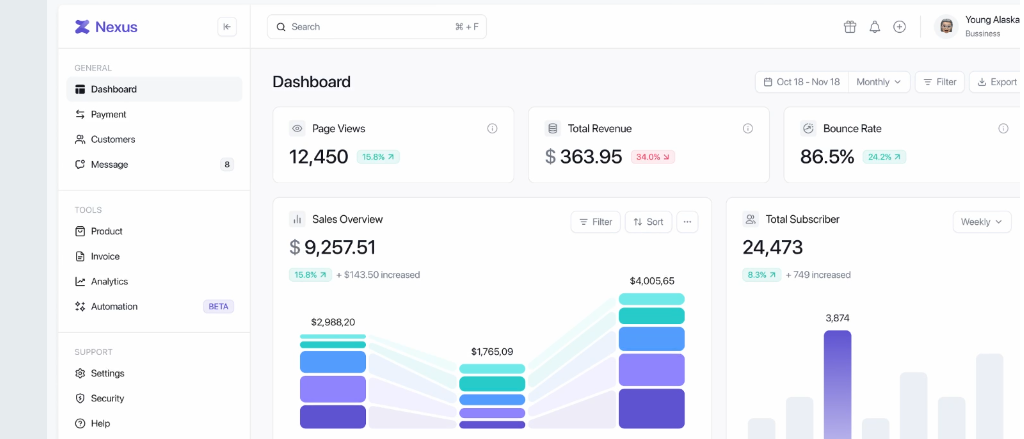 Nexus
Search
⌘ + F
Young Alaska
Bussiness
GENERAL
Dashboard
Payment
Customers
Message
8
TOOLS
Product
Invoice
Analytics
Automation
BETA
SUPPORT
Settings
Security
Help
Dashboard
Oct 18 - Nov 18
Monthly
Filter
Export
Page Views
12,450
15.8%
Total Revenue
$ 363.95
34.0%
Bounce Rate
86.5%
24.2%
Sales Overview
Filter
Sort
$ 9,257.51
15.8%
+ $143.50 increased
$2,988,20
$1,765,09
$4,005,65
Total Subscriber
Weekly
24,473
8.3%
+ 749 increased
3,874